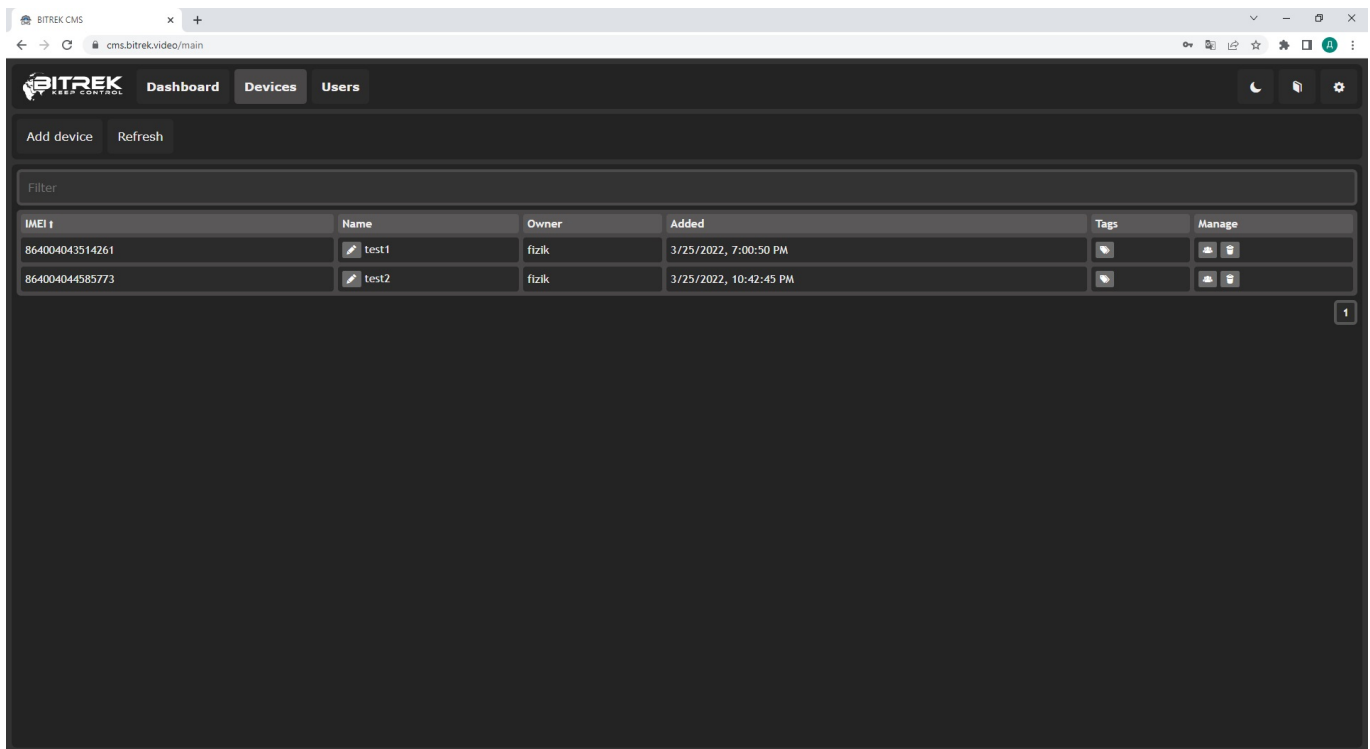 BITREK CMS
cms.bitrek.video/main
Д
BITREK
KEEP CONTROL
Dashboard Devices Users
Add device Refresh
Filter
IMEI ↑ Name Owner Added Tags Manage
864004043514261 test1 fizik 3/25/2022, 7:00:50 PM
864004044585773 test2 fizik 3/25/2022, 10:42:45 PM
1